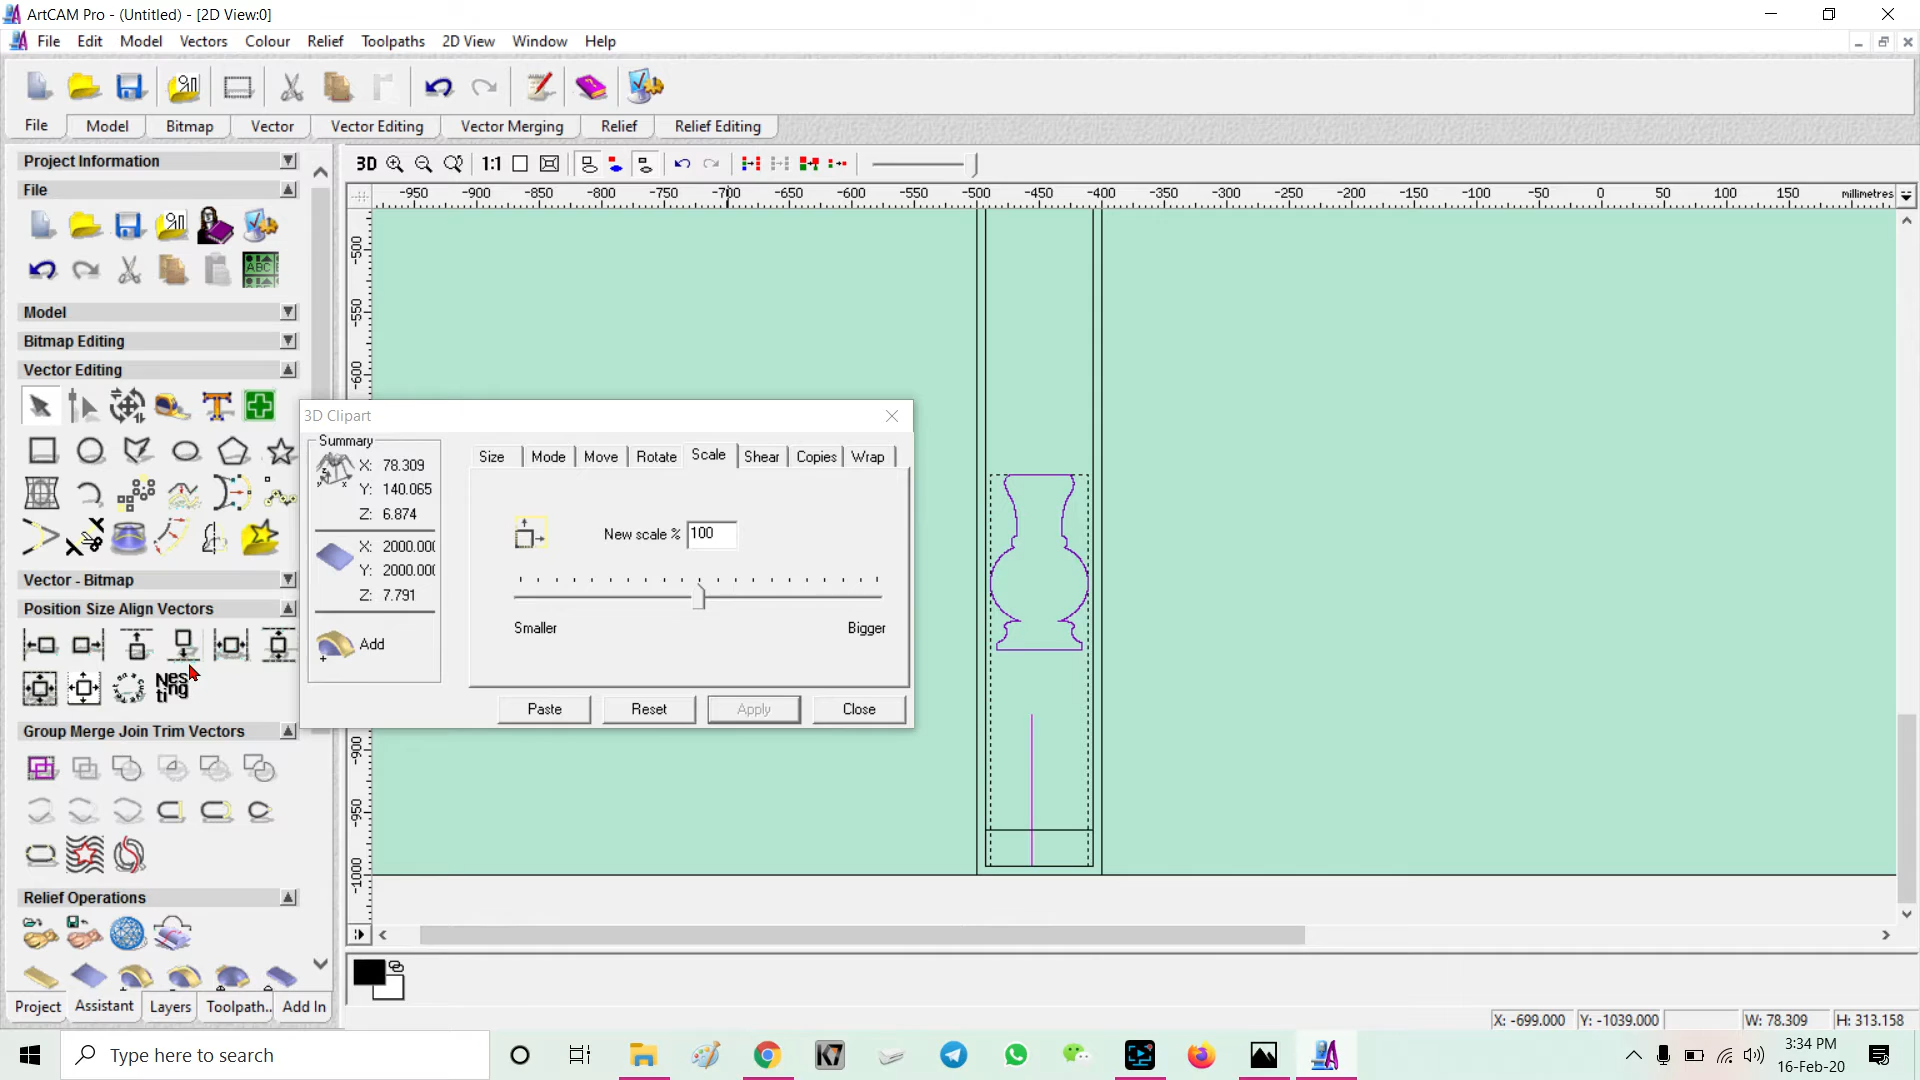 ArtCAM Pro - (Untitled) - [2D View:0]
File Edit Model Vectors Colour Relief Toolpaths 2D View Window Help
File Model Bitmap Vector Vector Editing Vector Merging Relief Relief Editing
Project Information
3D 1:1
-950 -900 -850 -800 -750 -700 -650 -600 -550 -500 -450 -400 -350 -300 -250 -200 -150 -100 -50 0 50 100 150 millimetres
File
-500
-550
-600
-900
-950
-1000
Model
Bitmap Editing
Vector Editing
3D Clipart
Summary
X: 78.309
Y: 140.065
Z: 6.874
X: 2000.000
Y: 2000.000
Z: 7.791
Add
Size Mode Move Rotate Scale Shear Copies Wrap
New scale % 100
Smaller Bigger
Paste Reset Apply Close
Vector - Bitmap
Position Size Align Vectors
Nes
ting
Group Merge Join Trim Vectors
Relief Operations
Project Assistant Layers Toolpath.. Add In
X: -699.000 Y: -1039.000 W: 78.309 H: 313.158
Type here to search
K7
3:34 PM
16-Feb-20